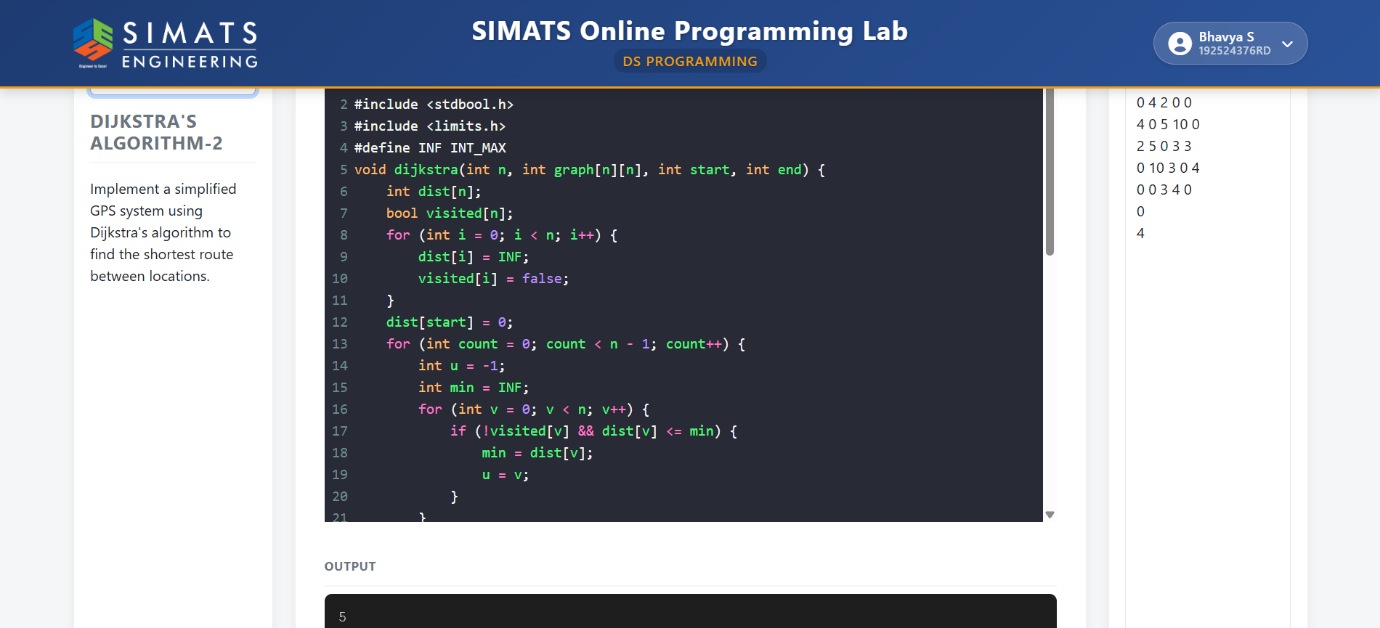 SIMATS
ENGINEERING
Engineer to Excel
SIMATS Online Programming Lab
DS PROGRAMMING
Bhavya S
192524376RD
DIJKSTRA'S
ALGORITHM-2
Implement a simplified
GPS system using
Dijkstra's algorithm to
find the shortest route
between locations.
2 #include <stdbool.h>
3 #include <limits.h>
4 #define INF INT_MAX
5 void dijkstra(int n, int graph[n][n], int start, int end) {
6     int dist[n];
7     bool visited[n];
8     for (int i = 0; i < n; i++) {
9         dist[i] = INF;
10         visited[i] = false;
11     }
12     dist[start] = 0;
13     for (int count = 0; count < n - 1; count++) {
14         int u = -1;
15         int min = INF;
16         for (int v = 0; v < n; v++) {
17             if (!visited[v] && dist[v] <= min) {
18                 min = dist[v];
19                 u = v;
20             }
21         }
OUTPUT
5
0 4 2 0 0
4 0 5 10 0
2 5 0 3 3
0 10 3 0 4
0 0 3 4 0
0
4